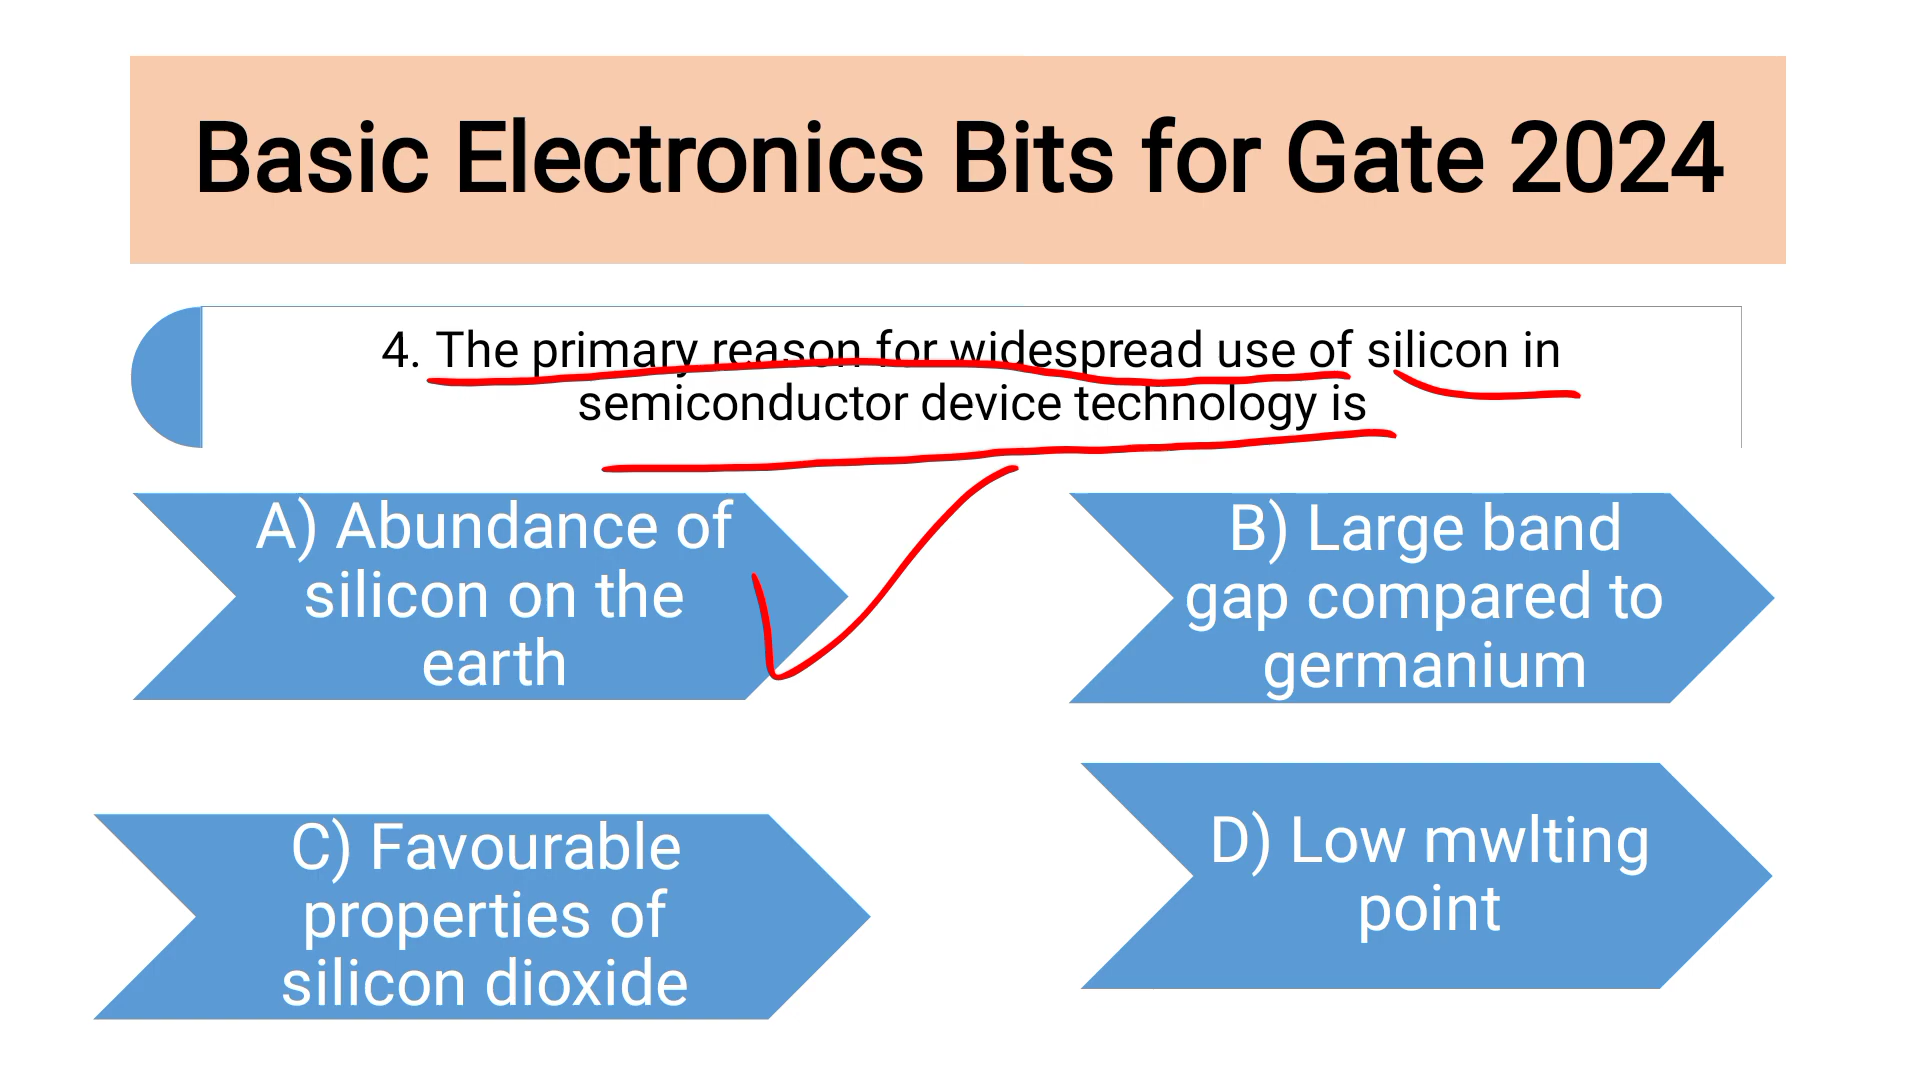 Basic Electronics Bits for Gate 2024
4. The primary reason for widespread use of silicon in
semiconductor device technology is
A) Abundance of
silicon on the
earth
B) Large band
gap compared to
germanium
C) Favourable
properties of
silicon dioxide
D) Low mwlting
point